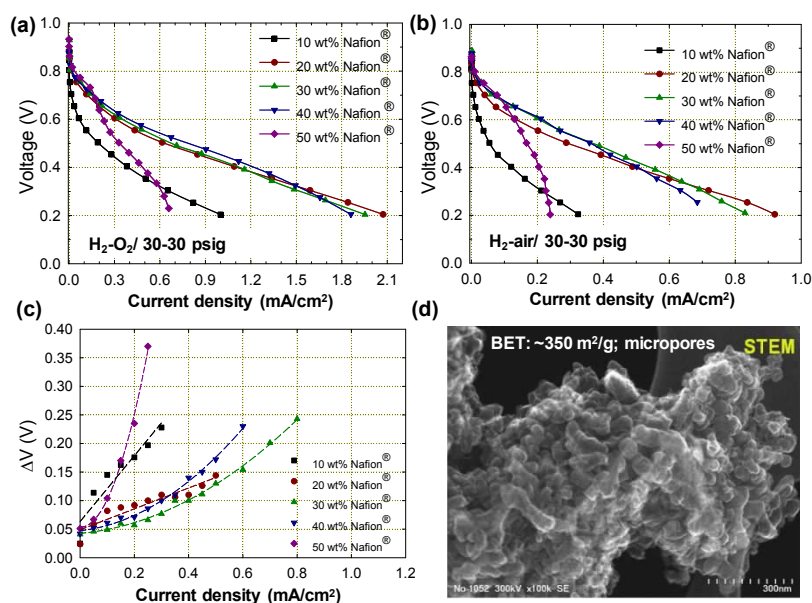 (a)
1.0
0.8
0.6
0.4
0.2
0.0
Voltage (V)
10 wt% Nafion®
20 wt% Nafion®
30 wt% Nafion®
40 wt% Nafion®
50 wt% Nafion®
H2-O2/ 30-30 psig
0.0 0.3 0.6 0.9 1.2 1.5 1.8 2.1
Current density (mA/cm²)
(b)
1.0
0.8
0.6
0.4
0.2
0.0
Voltage (V)
10 wt% Nafion®
20 wt% Nafion®
30 wt% Nafion®
40 wt% Nafion®
50 wt% Nafion®
H2-air/ 30-30 psig
0.0 0.2 0.4 0.6 0.8 1.0
Current density (mA/cm²)
(c)
0.40
0.35
0.30
0.25
0.20
0.15
0.10
0.05
0.00
ΔV (V)
10 wt% Nafion®
20 wt% Nafion®
30 wt% Nafion®
40 wt% Nafion®
50 wt% Nafion®
0.0 0.2 0.4 0.6 0.8 1.0 1.2
Current density (mA/cm²)
(d)
BET: ~350 m²/g; micropores
STEM
No-1052 300kV x100k SE
300nm